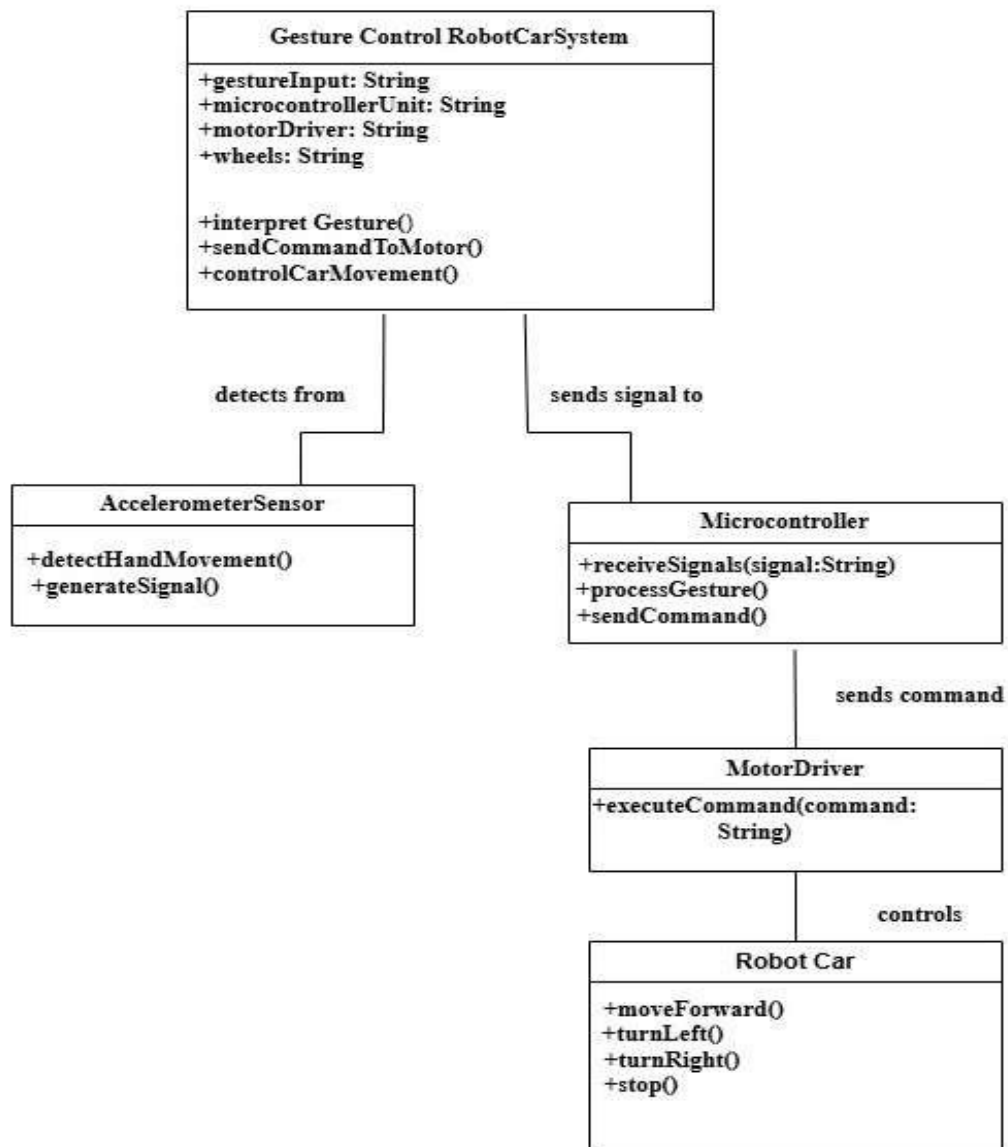 Gesture Control RobotCarSystem
+gestureInput: String
+microcontrollerUnit: String
+motorDriver: String
+wheels: String
+interpret Gesture()
+sendCommandToMotor()
+controlCarMovement()
detects from
sends signal to
AccelerometerSensor
+detectHandMovement()
+generateSignal()
Microcontroller
+receiveSignals(signal:String)
+processGesture()
+sendCommand()
sends command
MotorDriver
+executeCommand(command:
String)
controls
Robot Car
+moveForward()
+turnLeft()
+turnRight()
+stop()